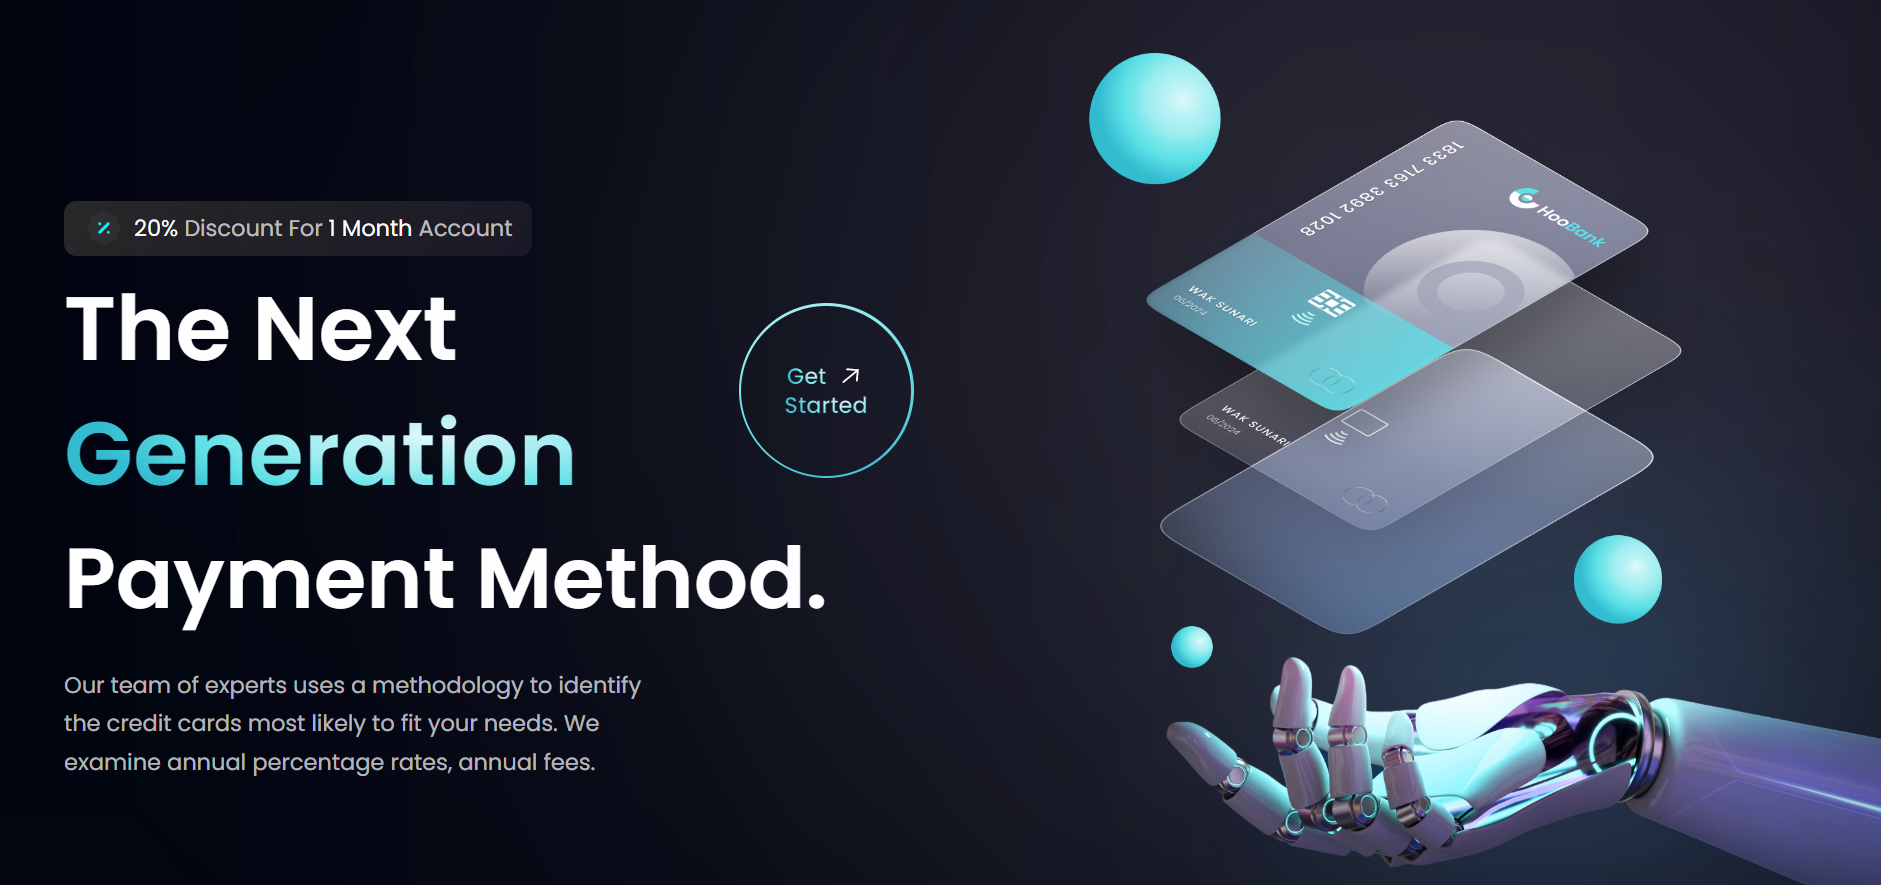 20% Discount For 1 Month Account
The Next
Generation
Payment Method.
Get
Started
Our team of experts uses a methodology to identify
the credit cards most likely to fit your needs. We
examine annual percentage rates, annual fees.
1833 7163 3892 1028
HooBank
WAK SUNARI
06/2024
WAK SUNARI
06/2024